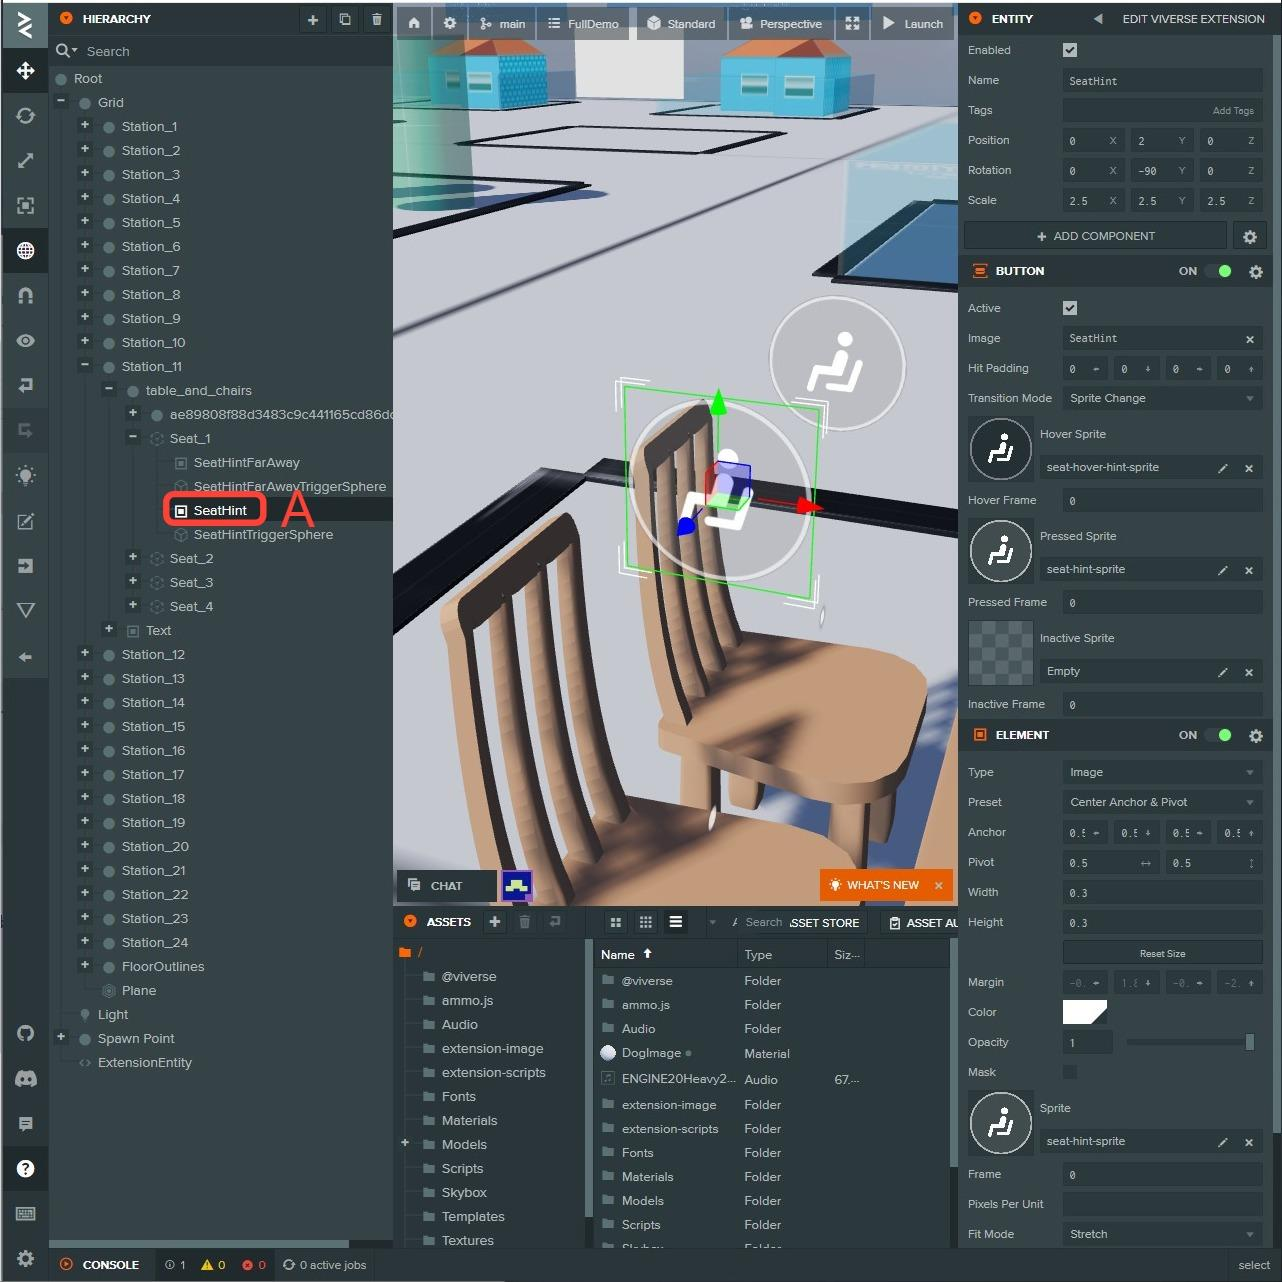 HIERARCHY
Search
Root
Grid
Station_1
Station_2
Station_3
Station_4
Station_5
Station_6
Station_7
Station_8
Station_9
Station_10
Station_11
table_and_chairs
ae89808f88d3483c9c441165cd86dc
Seat_1
SeatHintFarAway
SeatHintFarAwayTriggerSphere
SeatHint
A
SeatHintTriggerSphere
Seat_2
Seat_3
Seat_4
Text
Station_12
Station_13
Station_14
Station_15
Station_16
Station_17
Station_18
Station_19
Station_20
Station_21
Station_22
Station_23
Station_24
FloorOutlines
Plane
Light
Spawn Point
ExtensionEntity
main FullDemo Standard Perspective Launch
CHAT
WHAT'S NEW
ASSETS
Search
SSET STORE
ASSET AU
/
@viverse
ammo.js
Audio
extension-image
extension-scripts
Fonts
Materials
Models
Scripts
Skybox
Templates
Textures
Name Type Siz...
@viverse Folder
ammo.js Folder
Audio Folder
DogImage Material
ENGINE20Heavy2... Audio 67....
extension-image Folder
extension-scripts Folder
Fonts Folder
Materials Folder
Models Folder
Scripts Folder
ENTITY EDIT VIVERSE EXTENSION
Enabled
Name SeatHint
Tags Add Tags
Position 0 X 2 Y 0 Z
Rotation 0 X -90 Y 0 Z
Scale 2.5 X 2.5 Y 2.5 Z
ADD COMPONENT
BUTTON ON
Active
Image SeatHint
Hit Padding 0 0 0 0
Transition Mode Sprite Change
Hover Sprite
seat-hover-hint-sprite
Hover Frame 0
Pressed Sprite
seat-hint-sprite
Pressed Frame 0
Inactive Sprite
Empty
Inactive Frame 0
ELEMENT ON
Type Image
Preset Center Anchor & Pivot
Anchor 0.5 0.5 0.5 0.5
Pivot 0.5 0.5
Width 0.3
Height 0.3
Reset Size
Margin -0. 1.8 -0. -2.
Color
Opacity 1
Mask
Sprite
seat-hint-sprite
Frame 0
Pixels Per Unit
Fit Mode Stretch
CONSOLE 1 0 0 0 active jobs
select